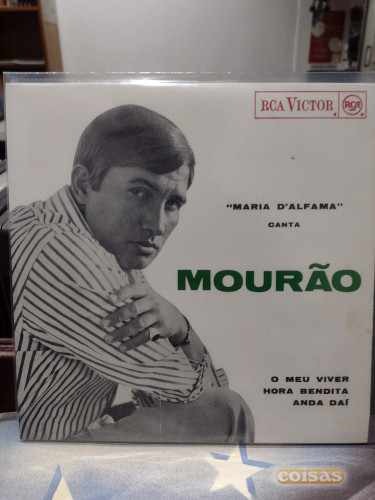 RCA VICTOR
RCA
"MARIA D'ALFAMA"
CANTA
MOURÃO
O MEU VIVER
HORA BENDITA
ANDA DAÍ
coisas